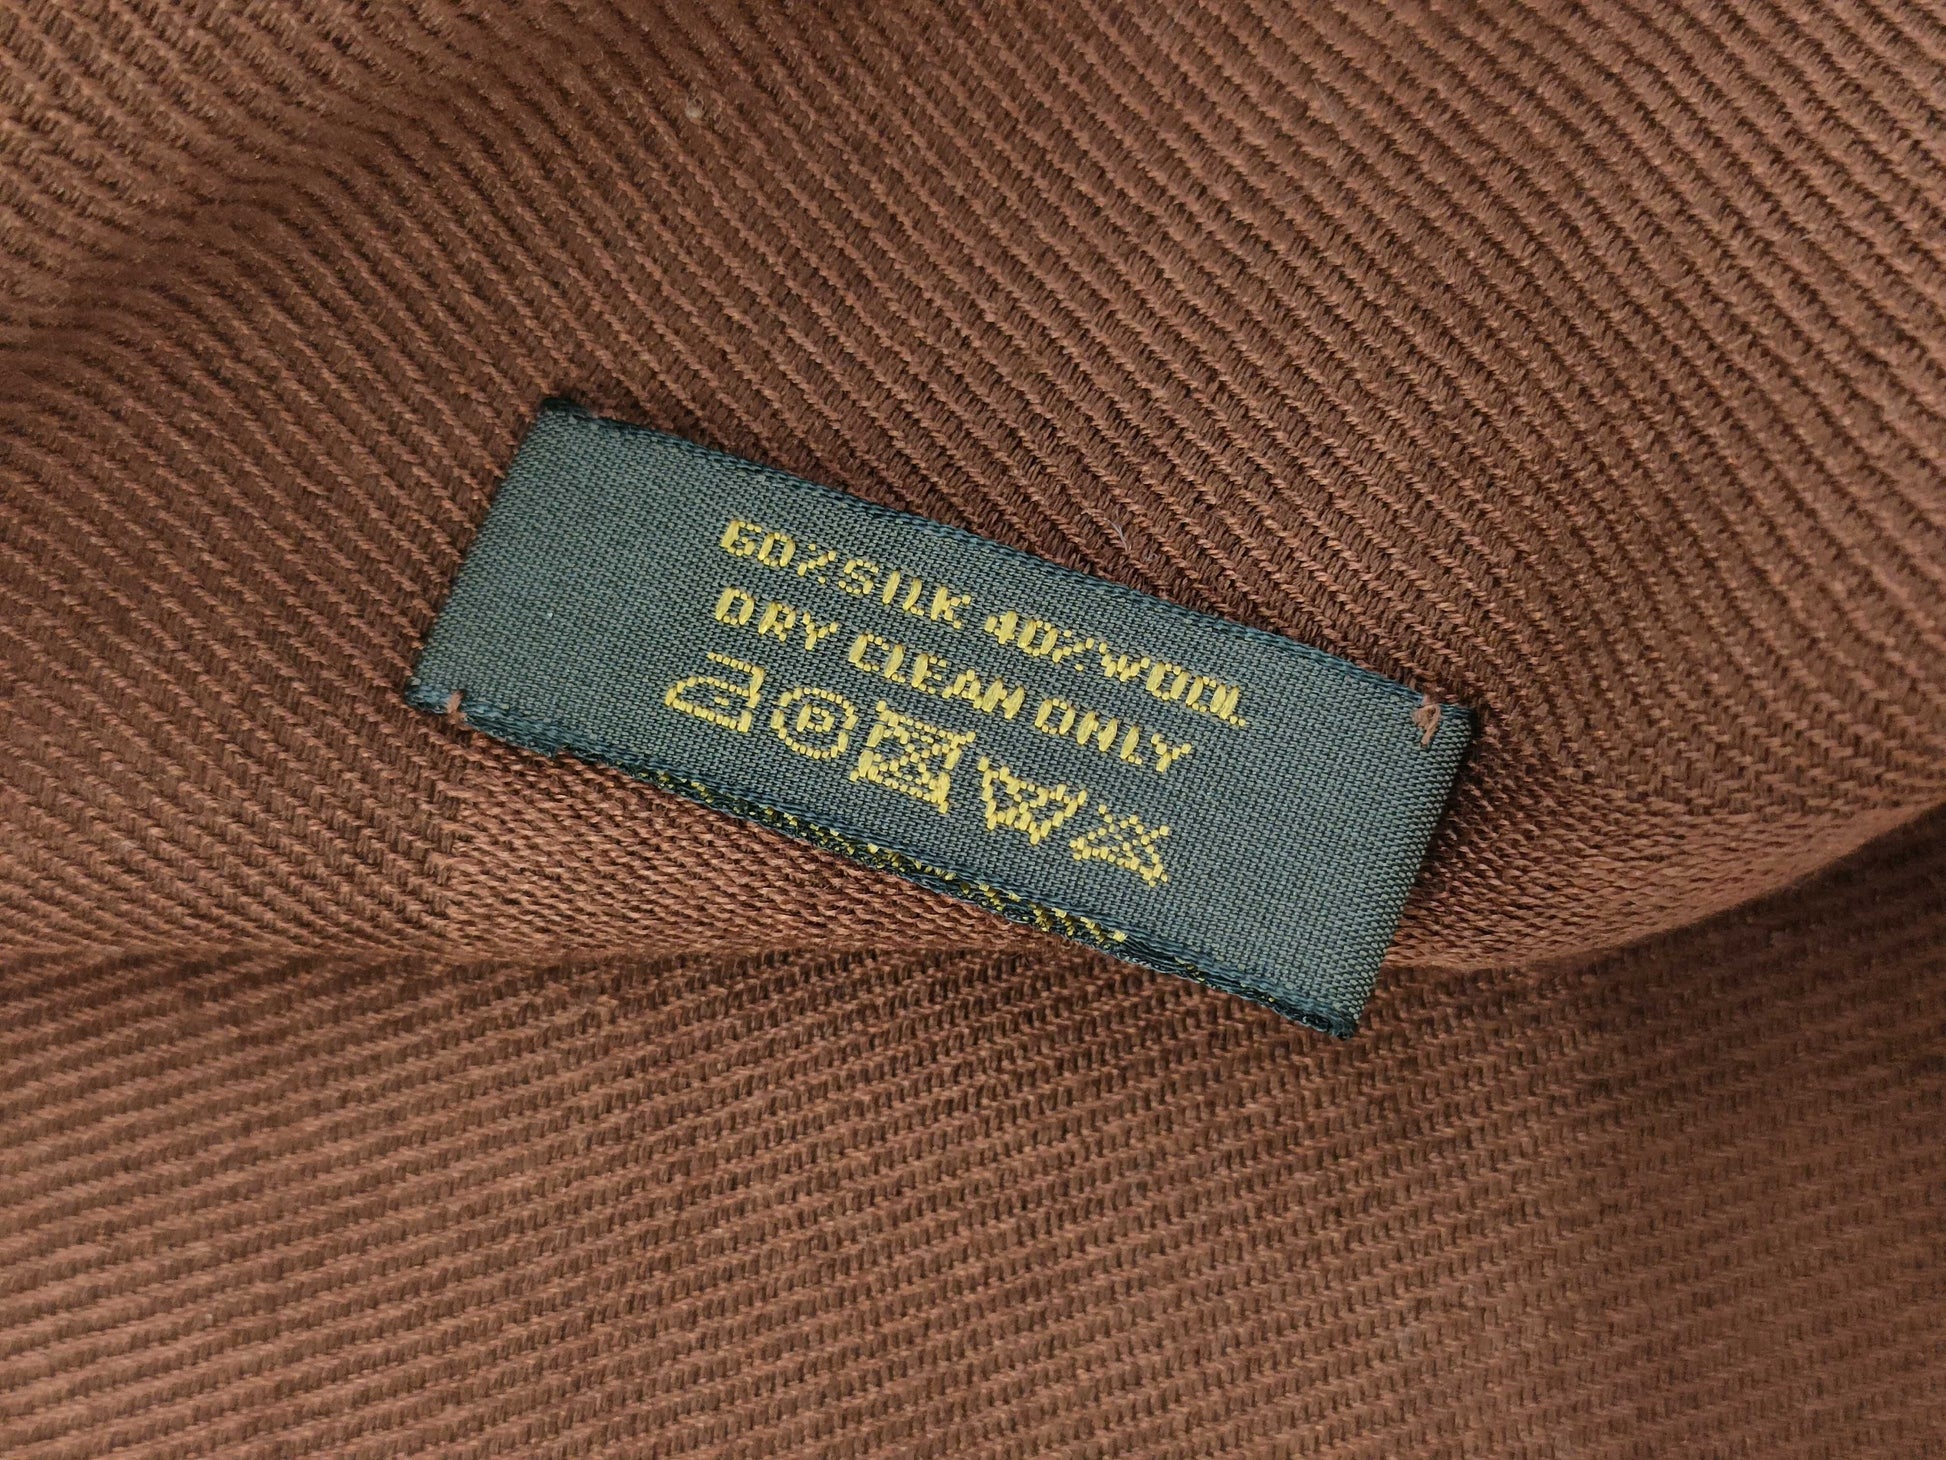 60% SILK 40% WOOL
DRY CLEAN ONLY
P